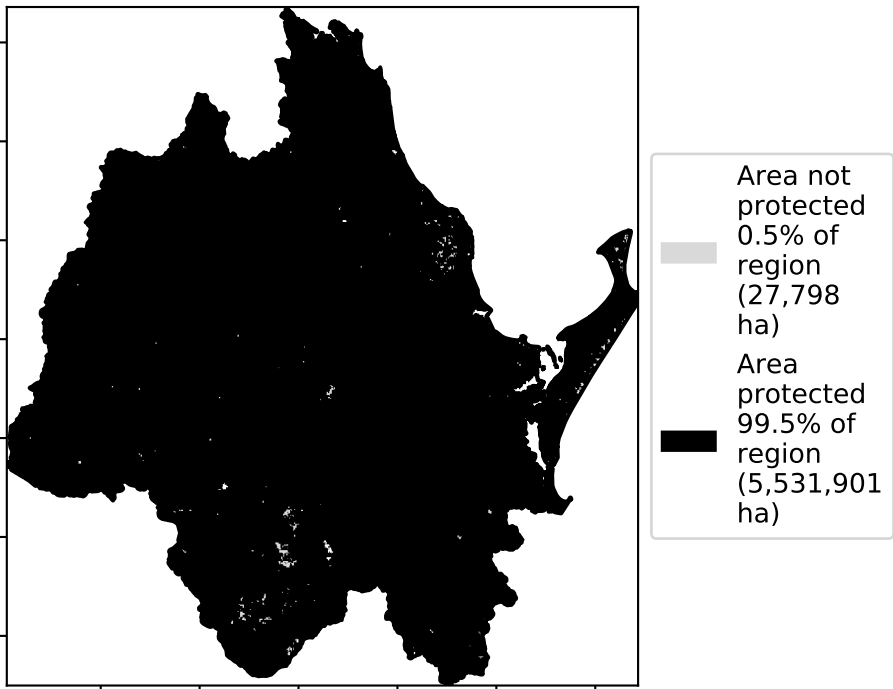 Area not
protected
0.5% of
region
(27,798
ha)
Area
protected
99.5% of
region
(5,531,901
ha)